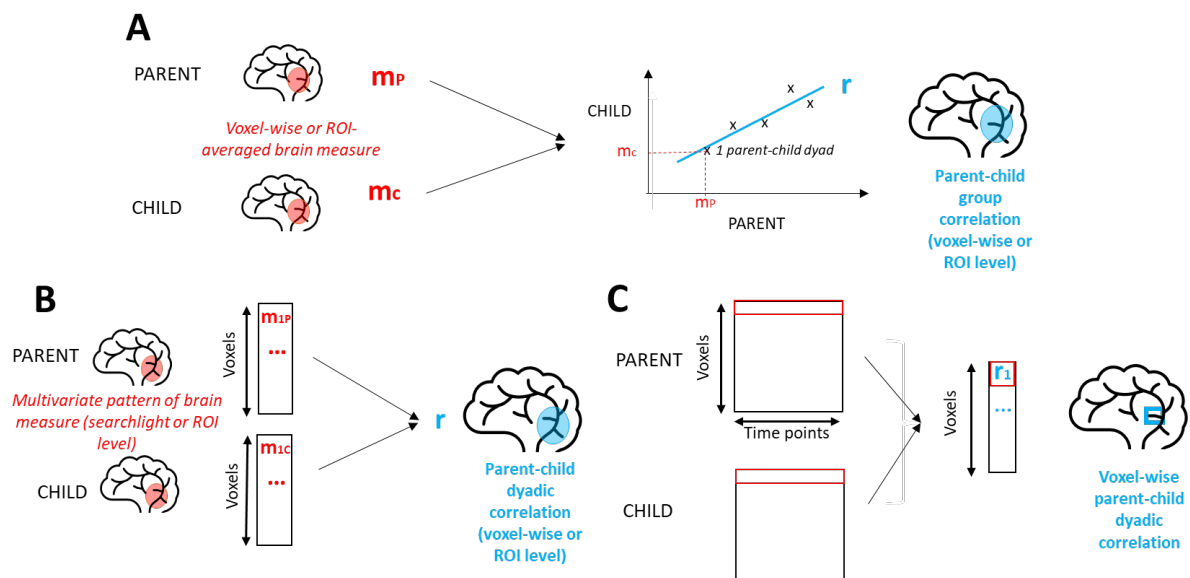 A
PARENT
mP
Voxel-wise or ROI-
averaged brain measure
CHILD
mc
CHILD
r
x
x
x
x
x
1 parent-child dyad
mc
mP
PARENT
Parent-child
group
correlation
(voxel-wise or
ROI level)
B
PARENT
Multivariate pattern of brain
measure (searchlight or ROI
level)
CHILD
Voxels
m1P
...
Voxels
m1C
...
r
Parent-child
dyadic
correlation
(voxel-wise or
ROI level)
C
PARENT
Voxels
Time points
CHILD
Voxels
r1
...
Voxel-wise
parent-child
dyadic
correlation